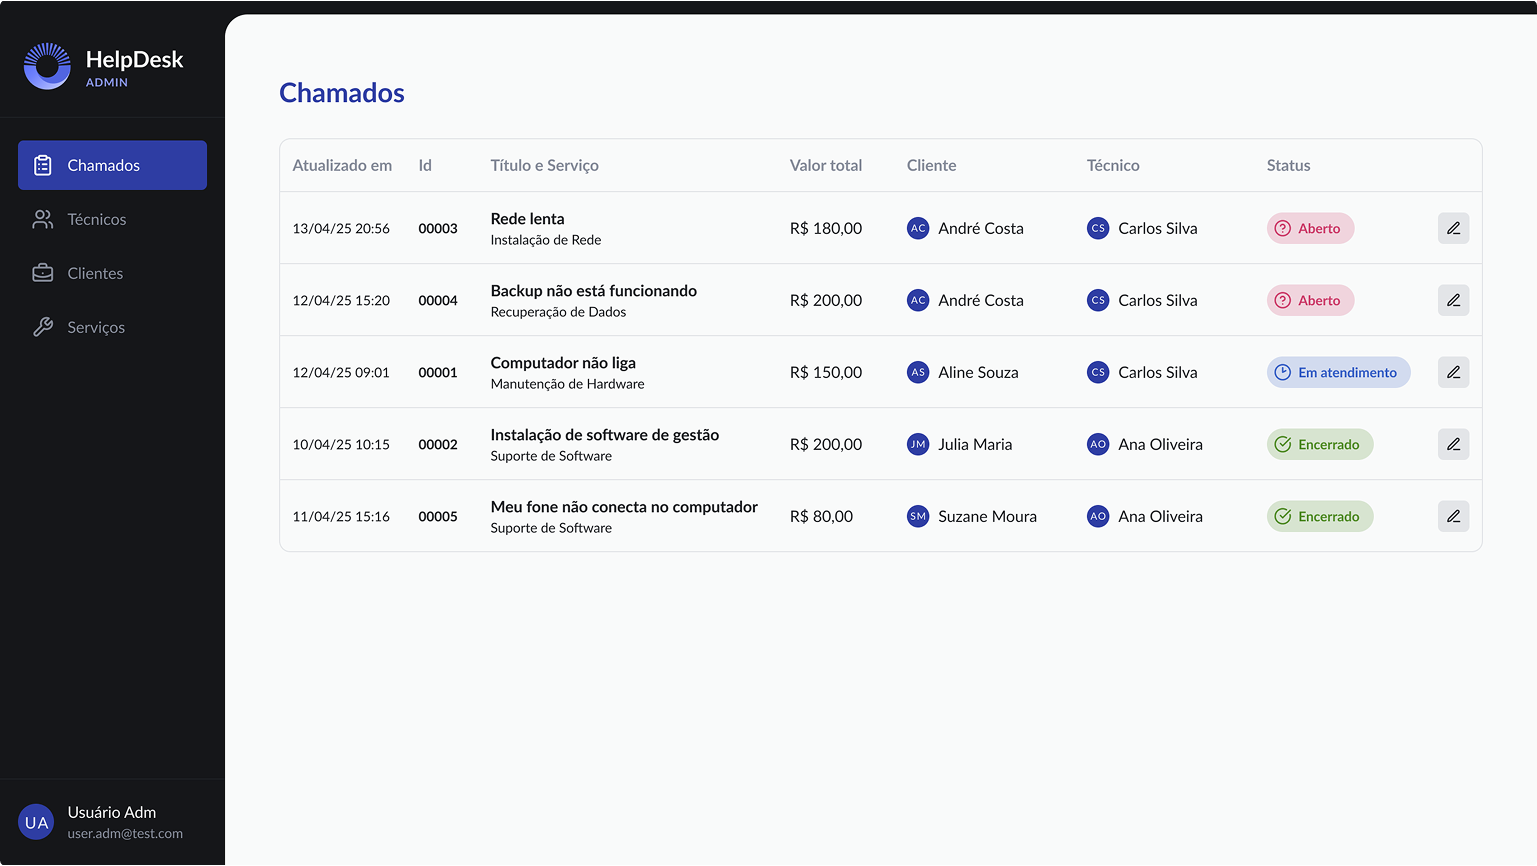 HelpDesk
ADMIN
Chamados
Técnicos
Clientes
Serviços
Usuário Adm
UA
user.adm@test.com
Chamados
Atualizado em Id Título e Serviço Valor total Cliente Técnico Status
13/04/25 20:56 00003 Rede lenta R$ 180,00 AC André Costa CS Carlos Silva Aberto
Instalação de Rede
12/04/25 15:20 00004 Backup não está funcionando R$ 200,00 AC André Costa CS Carlos Silva Aberto
Recuperação de Dados
12/04/25 09:01 00001 Computador não liga R$ 150,00 AS Aline Souza CS Carlos Silva Em atendimento
Manutenção de Hardware
10/04/25 10:15 00002 Instalação de software de gestão R$ 200,00 JM Julia Maria AO Ana Oliveira Encerrado
Suporte de Software
11/04/25 15:16 00005 Meu fone não conecta no computador R$ 80,00 SM Suzane Moura AO Ana Oliveira Encerrado
Suporte de Software